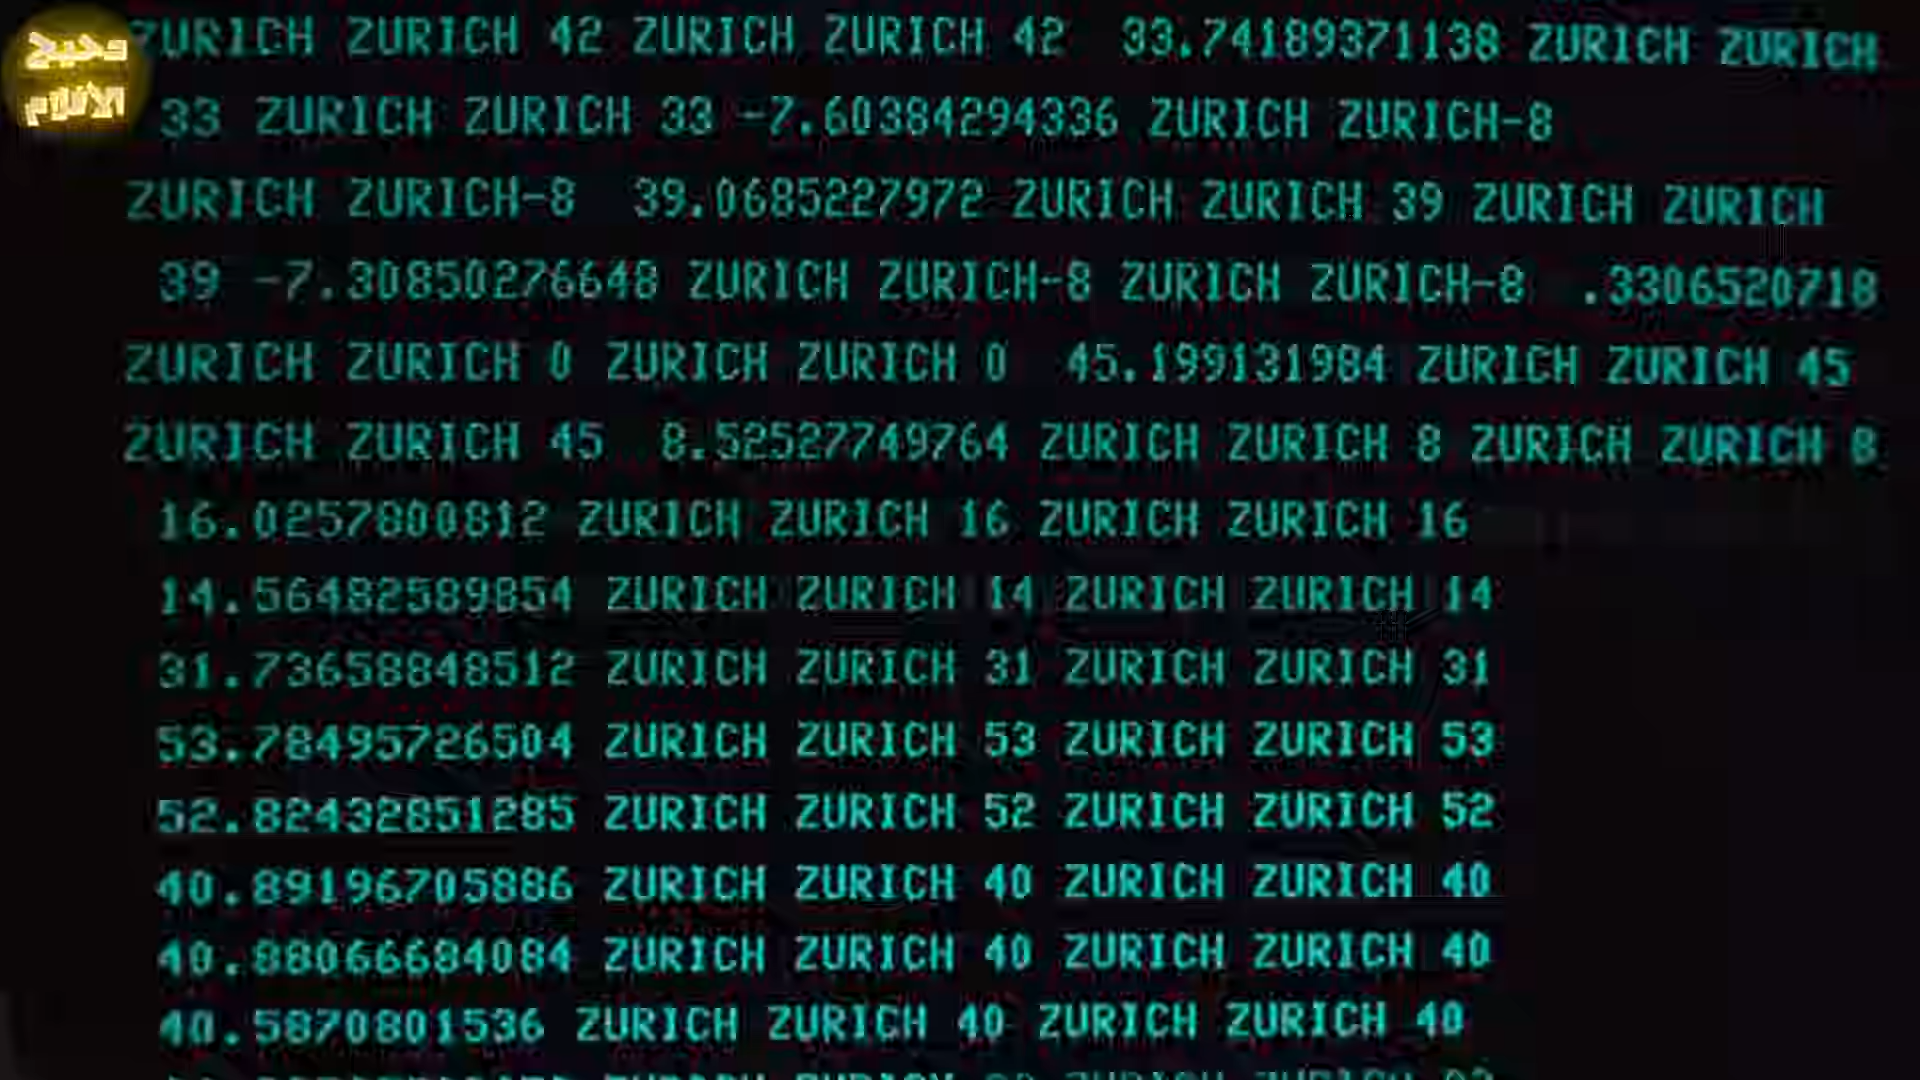 ZURICH ZURICH 42 ZURICH ZURICH 42 33.74189371138 ZURICH ZURICH
33 ZURICH ZURICH 33 -7.60384294336 ZURICH ZURICH-8
ZURICH ZURICH-8 39.0685227972 ZURICH ZURICH 39 ZURICH ZURICH
39 -7.30850276648 ZURICH ZURICH-8 ZURICH ZURICH-8 .3306520718
ZURICH ZURICH 0 ZURICH ZURICH 0 45.199131984 ZURICH ZURICH 45
ZURICH ZURICH 45 8.52527749764 ZURICH ZURICH 8 ZURICH ZURICH 8
16.0257800812 ZURICH ZURICH 16 ZURICH ZURICH 16
14.56482589854 ZURICH ZURICH 14 ZURICH ZURICH 14
31.73658848512 ZURICH ZURICH 31 ZURICH ZURICH 31
53.78495726504 ZURICH ZURICH 53 ZURICH ZURICH 53
52.82432851285 ZURICH ZURICH 52 ZURICH ZURICH 52
40.89196705886 ZURICH ZURICH 40 ZURICH ZURICH 40
40.88066684084 ZURICH ZURICH 40 ZURICH ZURICH 40
40.5870801536 ZURICH ZURICH 40 ZURICH ZURICH 40